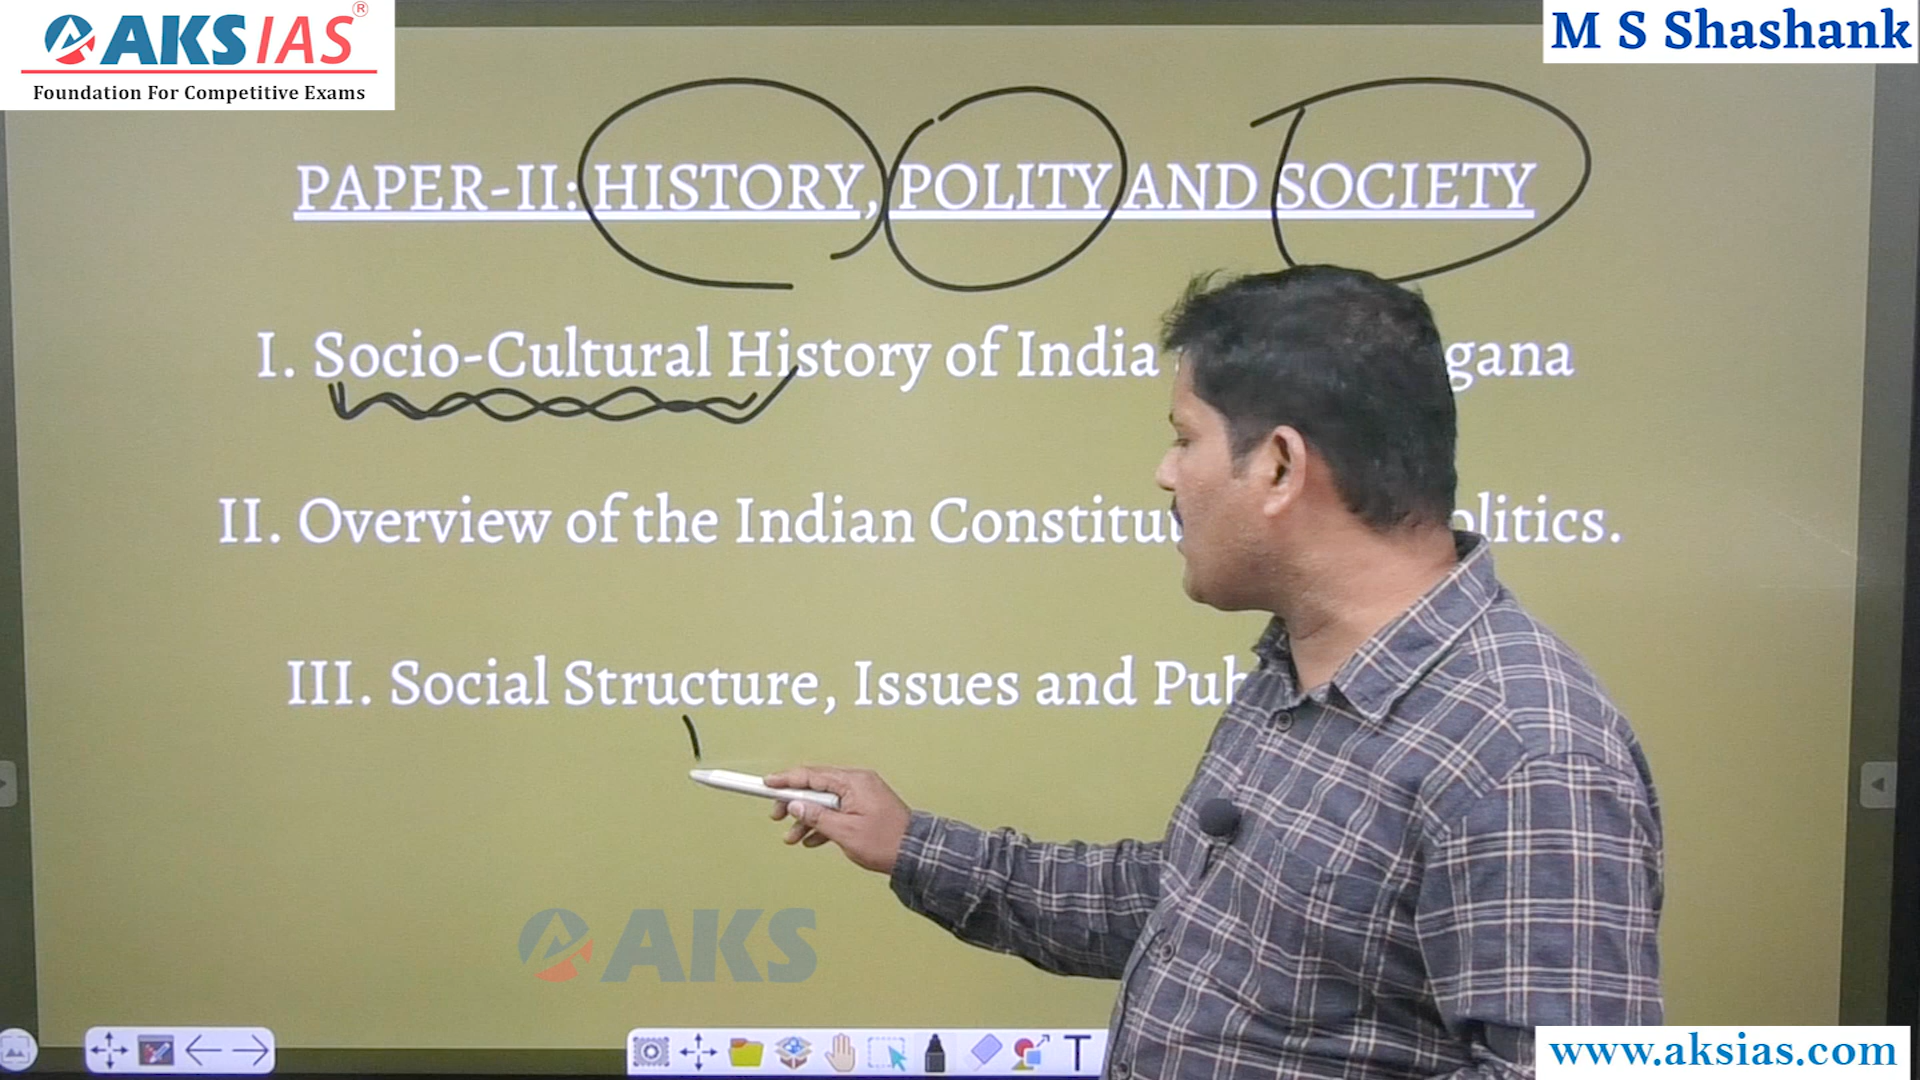 AKS IAS®
Foundation For Competitive Exams
M S Shashank
PAPER-II: HISTORY, POLITY AND SOCIETY
I. Socio-Cultural History of India gana
II. Overview of the Indian Constitu olitics.
III. Social Structure, Issues and Pub
AKS
T
www.aksias.com